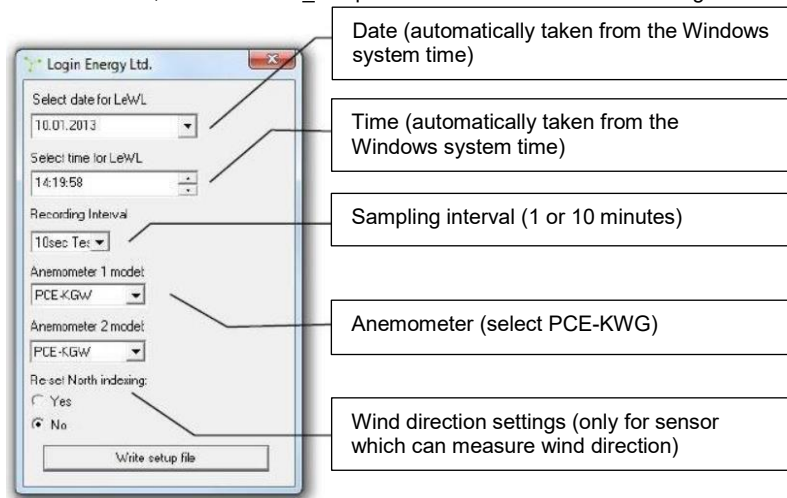 Login Energy Ltd.
Select date for LeWL
10.01.2013
Select time for LeWL
14:19:58
Recording Interval
10sec Tes
Anemometer 1 model:
PCE-KGW
Anemometer 2 model:
PCE-KGW
Re-set North indexing:
Yes
No
Write setup file
Date (automatically taken from the Windows
system time)
Time (automatically taken from the
Windows system time)
Sampling interval (1 or 10 minutes)
Anemometer (select PCE-KWG)
Wind direction settings (only for sensor
which can measure wind direction)